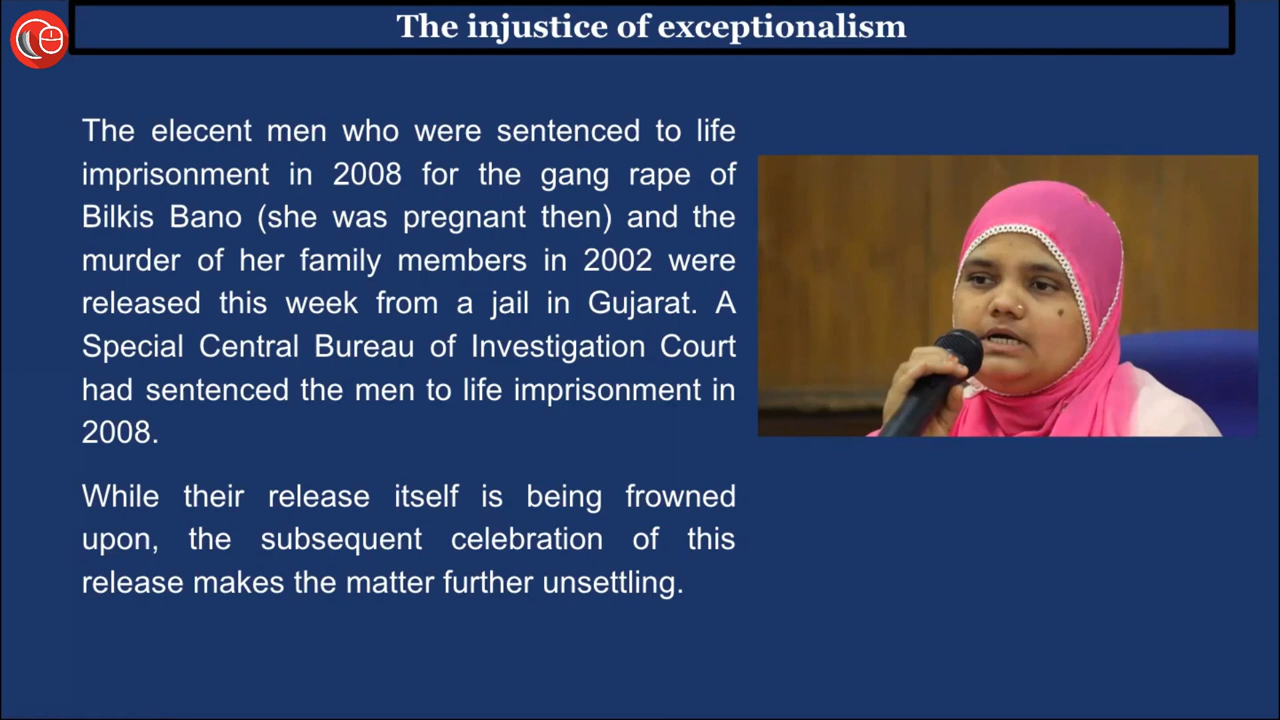 The injustice of exceptionalism
The elecent men who were sentenced to life
imprisonment in 2008 for the gang rape of
Bilkis Bano (she was pregnant then) and the
murder of her family members in 2002 were
released this week from a jail in Gujarat. A
Special Central Bureau of Investigation Court
had sentenced the men to life imprisonment in
2008.
While their release itself is being frowned
upon, the subsequent celebration of this
release makes the matter further unsettling.